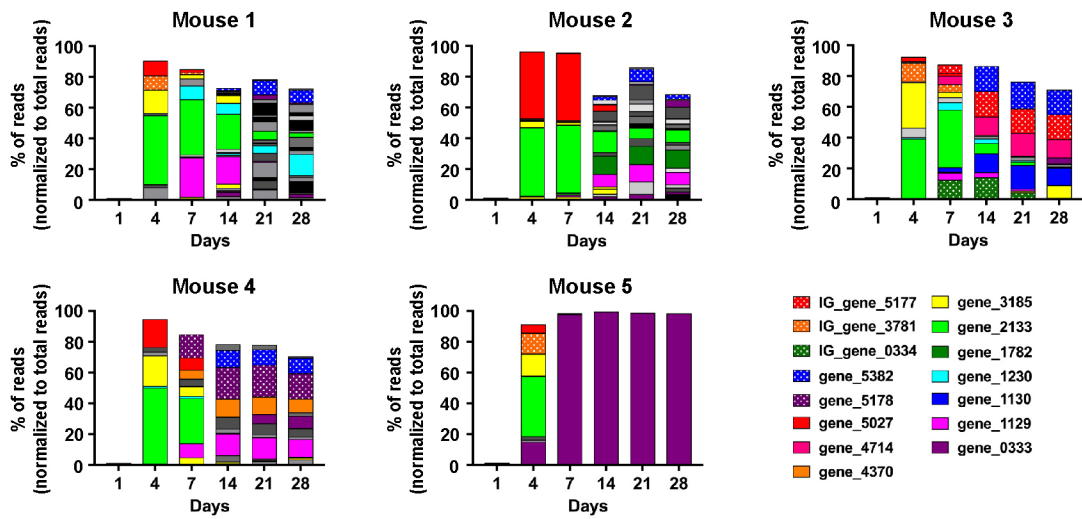 Mouse 1
% of reads
(normalized to total reads)
100
80
60
40
20
0
1 4 7 14 21 28
Days
Mouse 2
% of reads
(normalized to total reads)
100
80
60
40
20
0
1 4 7 14 21 28
Days
Mouse 3
% of reads
(normalized to total reads)
100
80
60
40
20
0
1 4 7 14 21 28
Days
Mouse 4
% of reads
(normalized to total reads)
100
80
60
40
20
0
1 4 7 14 21 28
Days
Mouse 5
% of reads
(normalized to total reads)
100
80
60
40
20
0
1 4 7 14 21 28
Days
IG_gene_5177
IG_gene_3781
IG_gene_0334
gene_5382
gene_5178
gene_5027
gene_4714
gene_4370
gene_3185
gene_2133
gene_1782
gene_1230
gene_1130
gene_1129
gene_0333